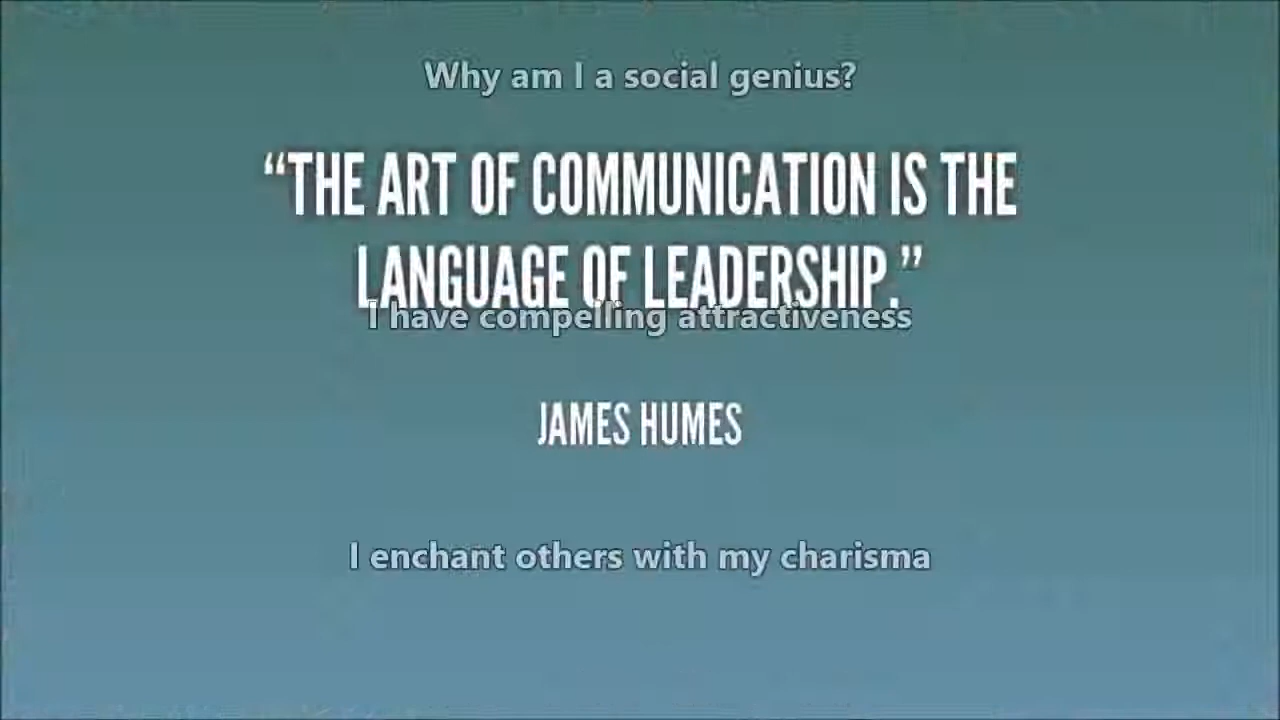 Why am I a social genius?
“THE ART OF COMMUNICATION IS THE
LANGUAGE OF LEADERSHIP.”
I have compelling attractiveness
JAMES HUMES
I enchant others with my charisma